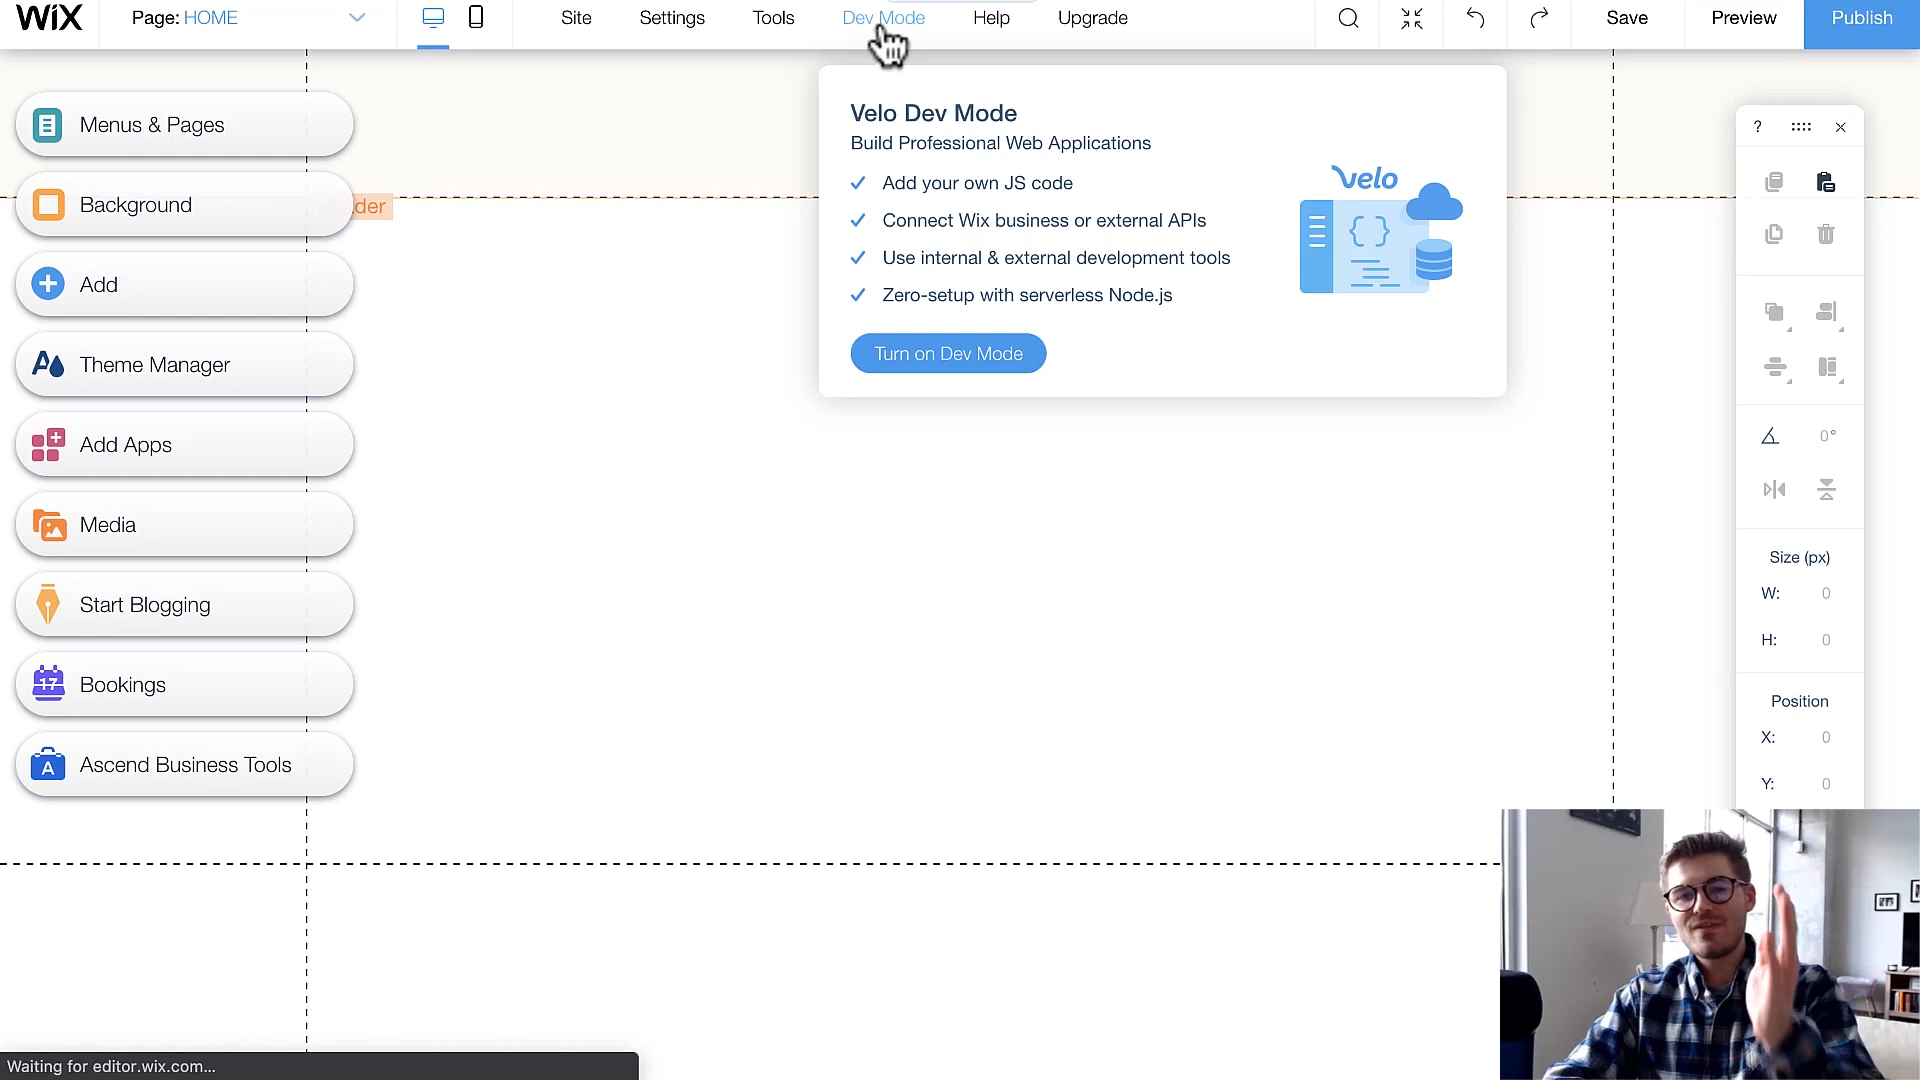 WiX
Page: HOME
Site
Settings
Tools
Dev Mode
Help
Upgrade
Save
Preview
Publish
Menus & Pages
Background
der
Add
Theme Manager
Add Apps
Media
Start Blogging
17
Bookings
A
Ascend Business Tools
Velo Dev Mode
Build Professional Web Applications
Add your own JS code
Connect Wix business or external APIs
Use internal & external development tools
Zero-setup with serverless Node.js
Turn on Dev Mode
velo
{}
?
0°
Size (px)
W: 0
H: 0
Position
X: 0
Y: 0
Waiting for editor.wix.com...